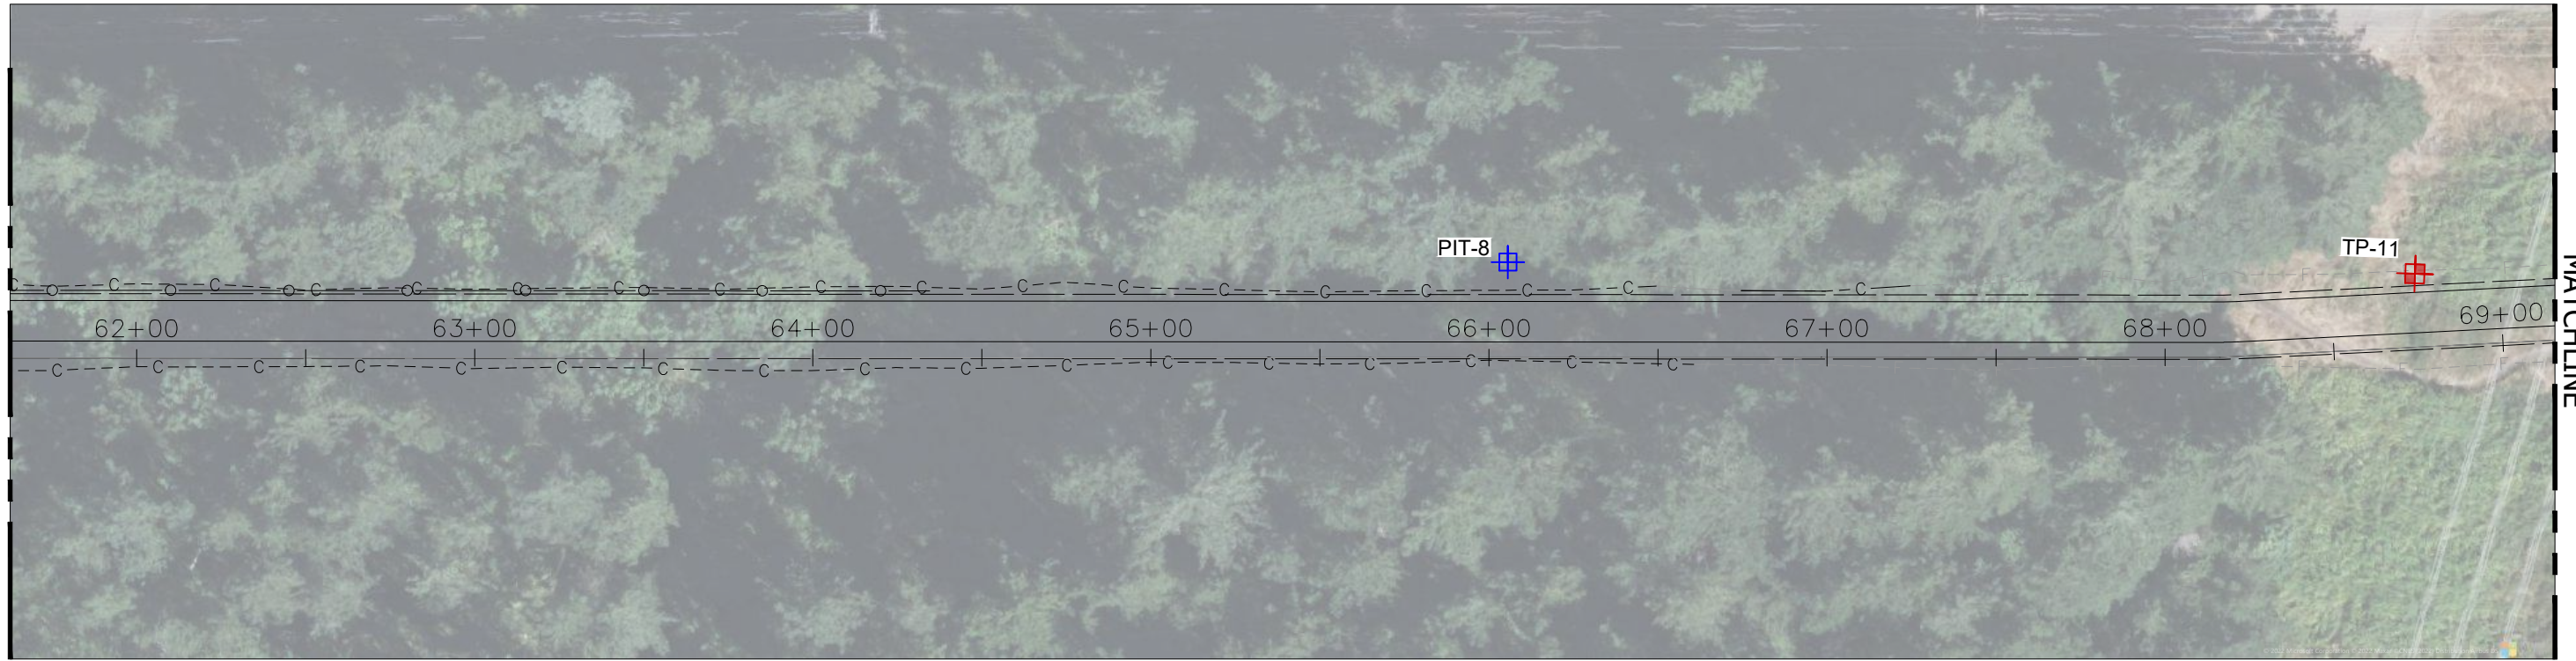 PIT-8
TP-11
62+00
63+00
64+00
65+00
66+00
67+00
68+00
69+00
MATCHLINE
C C C C C C C C C C C C C C C C C C
C C C C C C C C C C C C C C C C C